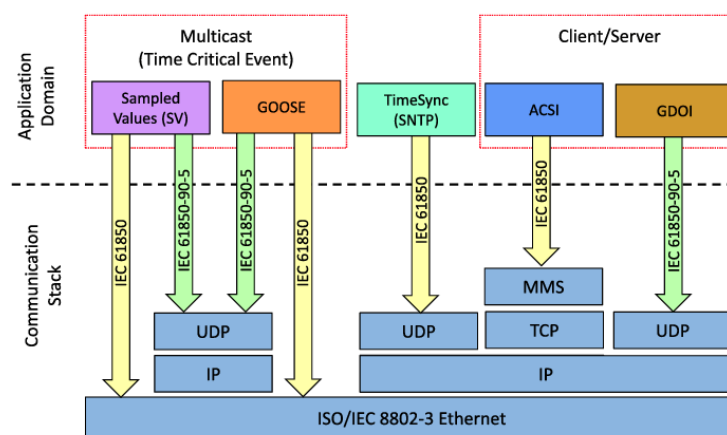 Multicast
(Time Critical Event)
Client/Server
Application
Domain
Sampled
Values (SV)
GOOSE
TimeSync
(SNTP)
ACSI
GDOI
IEC 61850
IEC 61850-90-5
IEC 61850-90-5
IEC 61850
IEC 61850
IEC 61850
IEC 61850-90-5
Communication
Stack
MMS
UDP
UDP
TCP
UDP
IP
IP
ISO/IEC 8802-3 Ethernet